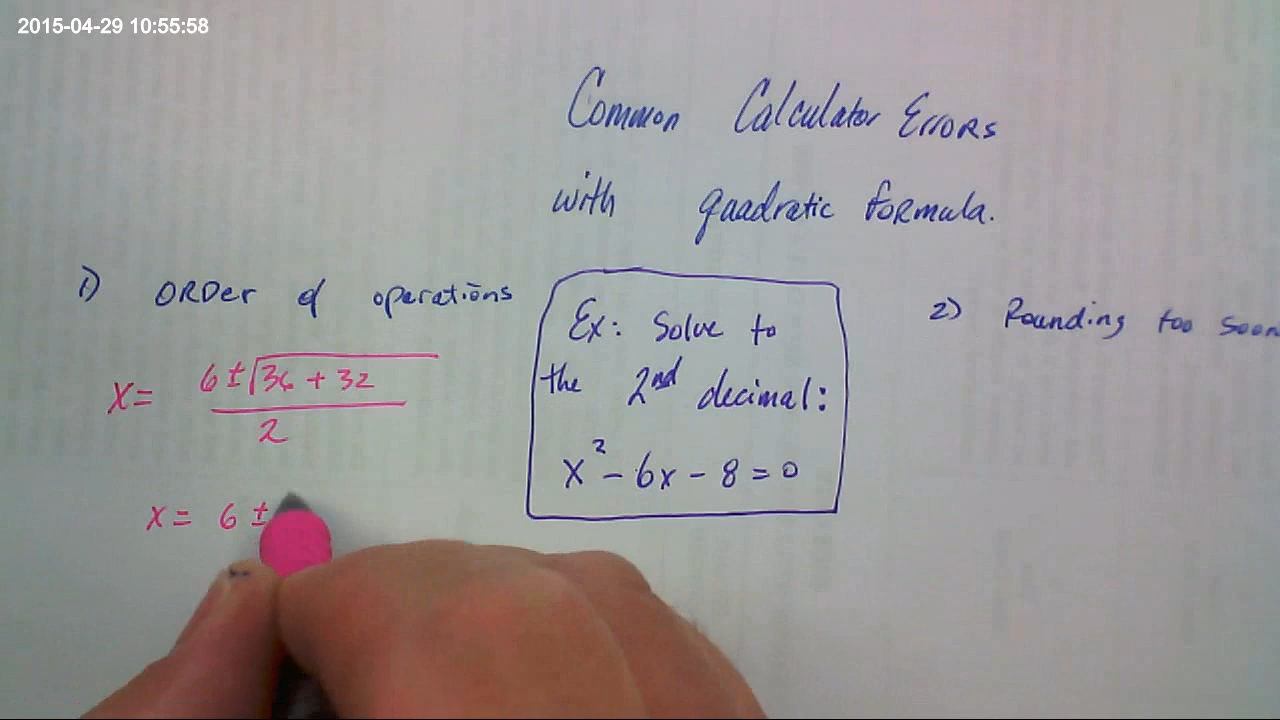 2015-04-29 10:55:58
Common Calculator Errors
with quadratic formula.
1) Order of operations
x = 6 ± √36 + 32
2
x = 6 ±
Ex: Solve to
the 2nd decimal:
x² - 6x - 8 = 0
2) Rounding too soon